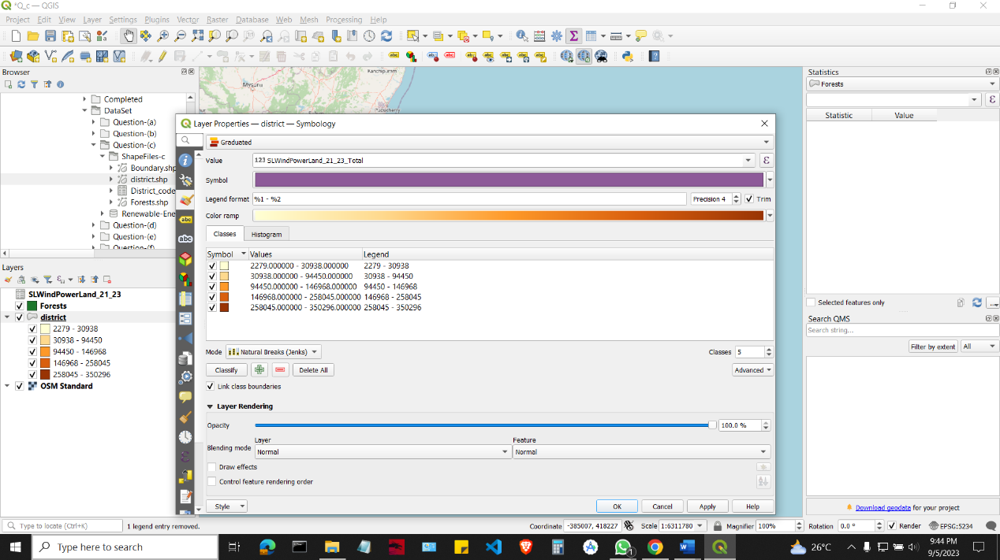 *Q_c — QGIS
Project Edit View Layer Settings Plugins Vector Raster Database Web Mesh Processing Help
Browser
Completed
DataSet
Question-(a)
Question-(b)
Question-(c)
ShapeFiles-c
Boundary.shp
district.shp
District_code
Forests.shp
Renewable-Ene
Question-(d)
Question-(e)
Question-(f)
Layers
SLWindPowerLand_21_23
Forests
district
2279 - 30938
30938 - 94450
94450 - 146968
146968 - 258045
258045 - 350296
OSM Standard
Kanchipuram
Mysuru
Puducherry
Layer Properties — district — Symbology
Graduated
Value 123 SLWindPowerLand_21_23_Total ε
Symbol
Legend format %1 - %2 Precision 4 Trim
Color ramp
Classes Histogram
Symbol Values Legend
2279.000000 - 30938.000000 2279 - 30938
30938.000000 - 94450.000000 30938 - 94450
94450.000000 - 146968.000000 94450 - 146968
146968.000000 - 258045.000000 146968 - 258045
258045.000000 - 350296.000000 258045 - 350296
Mode Natural Breaks (Jenks) Classes 5
Classify Delete All Advanced
Link class boundaries
Layer Rendering
Opacity 100.0 %
Layer Feature
Blending mode Normal Normal
Draw effects
Control feature rendering order
Style OK Cancel Apply Help
Statistics
Forests
ε
Statistic Value
Selected features only ...
Search QMS
Search string...
Filter by extent All
Download geodata for your project
Type to locate (Ctrl+K) 1 legend entry removed. Coordinate -385007, 418227 Scale 1:6311780 Magnifier 100% Rotation 0.0 ° Render EPSG:5234
Type here to search 1 26°C 9:44 PM
9/5/2023